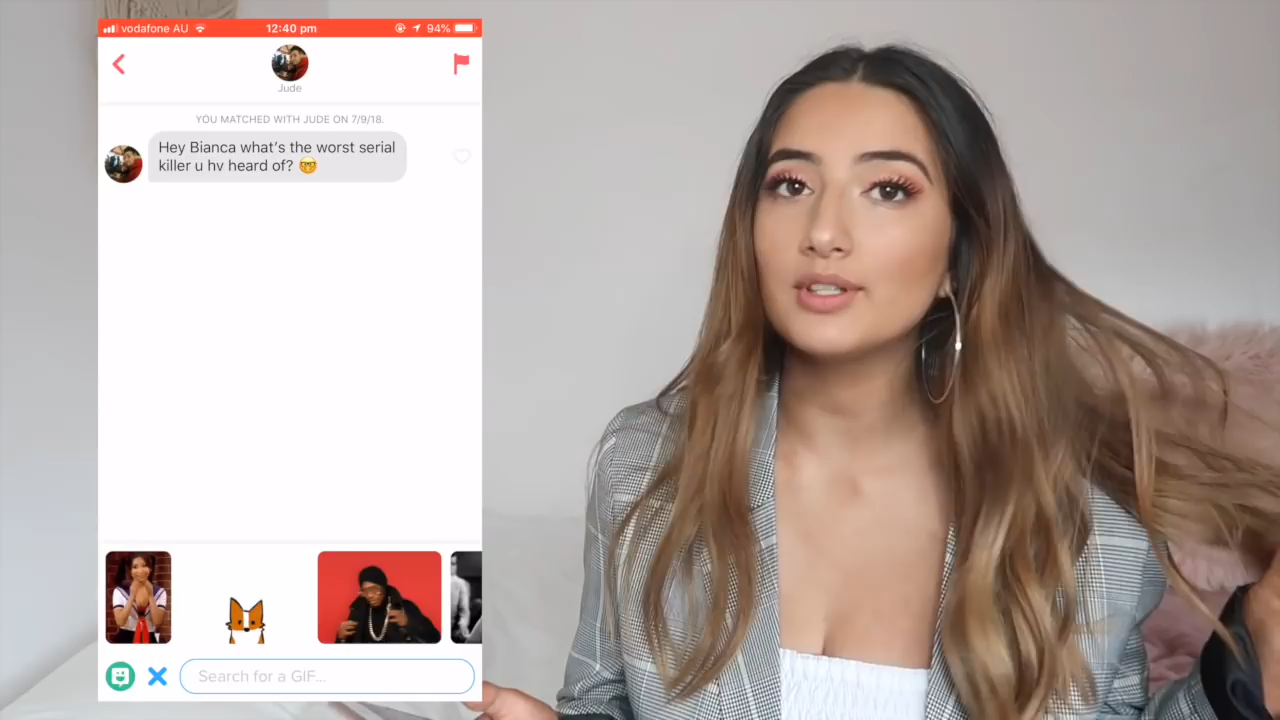 vodafone AU
12:40 pm
94%
Jude
YOU MATCHED WITH JUDE ON 7/9/18.
Hey Bianca what's the worst serial
killer u hv heard of? 🤓
Search for a GIF...